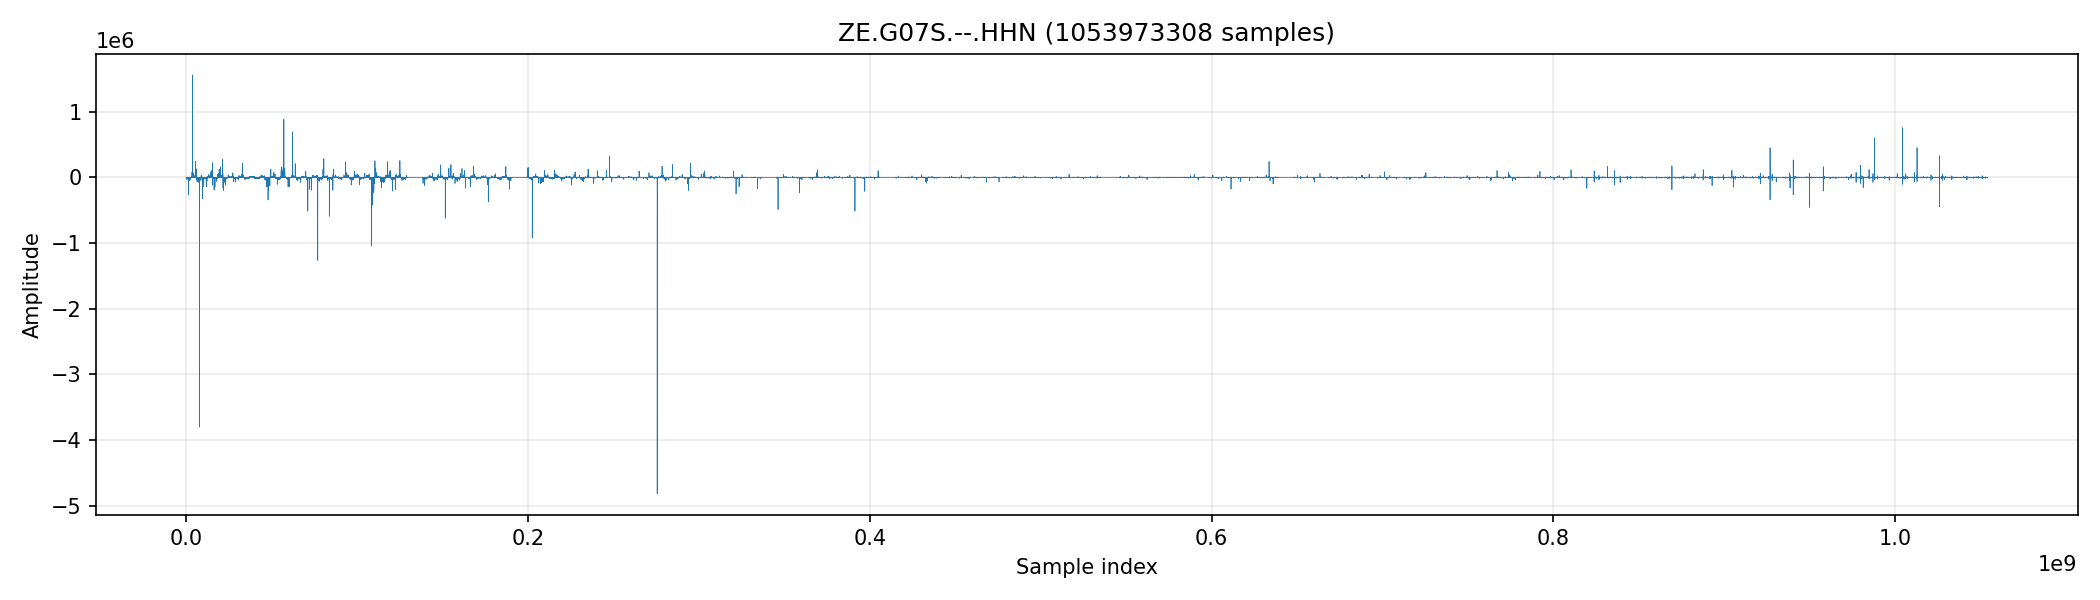 ZE.G07S.--.HHN (1053973308 samples)
1e6
1
0
−1
−2
−3
−4
−5
Amplitude
0.0 0.2 0.4 0.6 0.8 1.0
1e9
Sample index